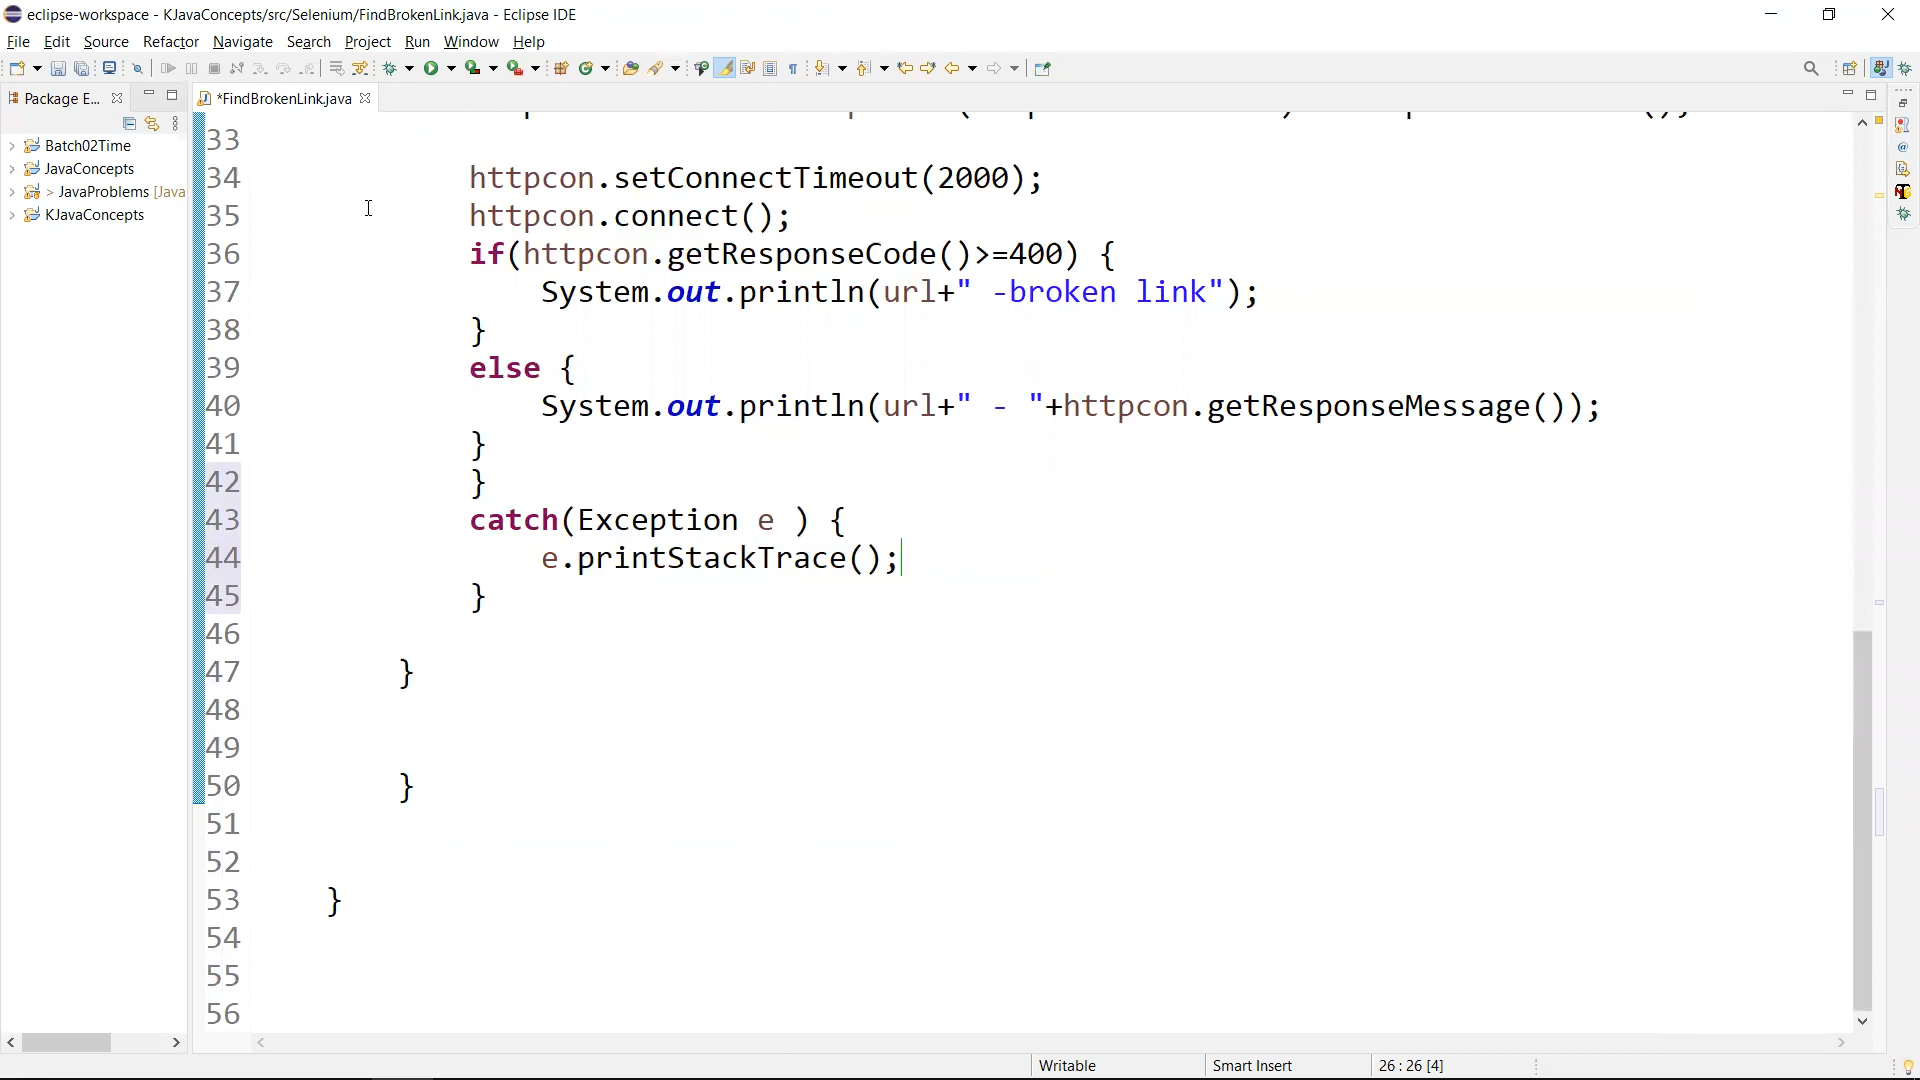 eclipse-workspace - KJavaConcepts/src/Selenium/FindBrokenLink.java - Eclipse IDE
File Edit Source Refactor Navigate Search Project Run Window Help
Package E... *FindBrokenLink.java
Batch02Time
JavaConcepts
> JavaProblems [Java
KJavaConcepts
33
34 httpcon.setConnectTimeout(2000);
35 httpcon.connect();
36 if(httpcon.getResponseCode()>=400) {
37 System.out.println(url+" -broken link");
38 }
39 else {
40 System.out.println(url+" - "+httpcon.getResponseMessage());
41 }
42 }
43 catch(Exception e ) {
44 e.printStackTrace();
45 }
46
47 }
48
49
50 }
51
52
53 }
54
55
56
Writable Smart Insert 26 : 26 [4]